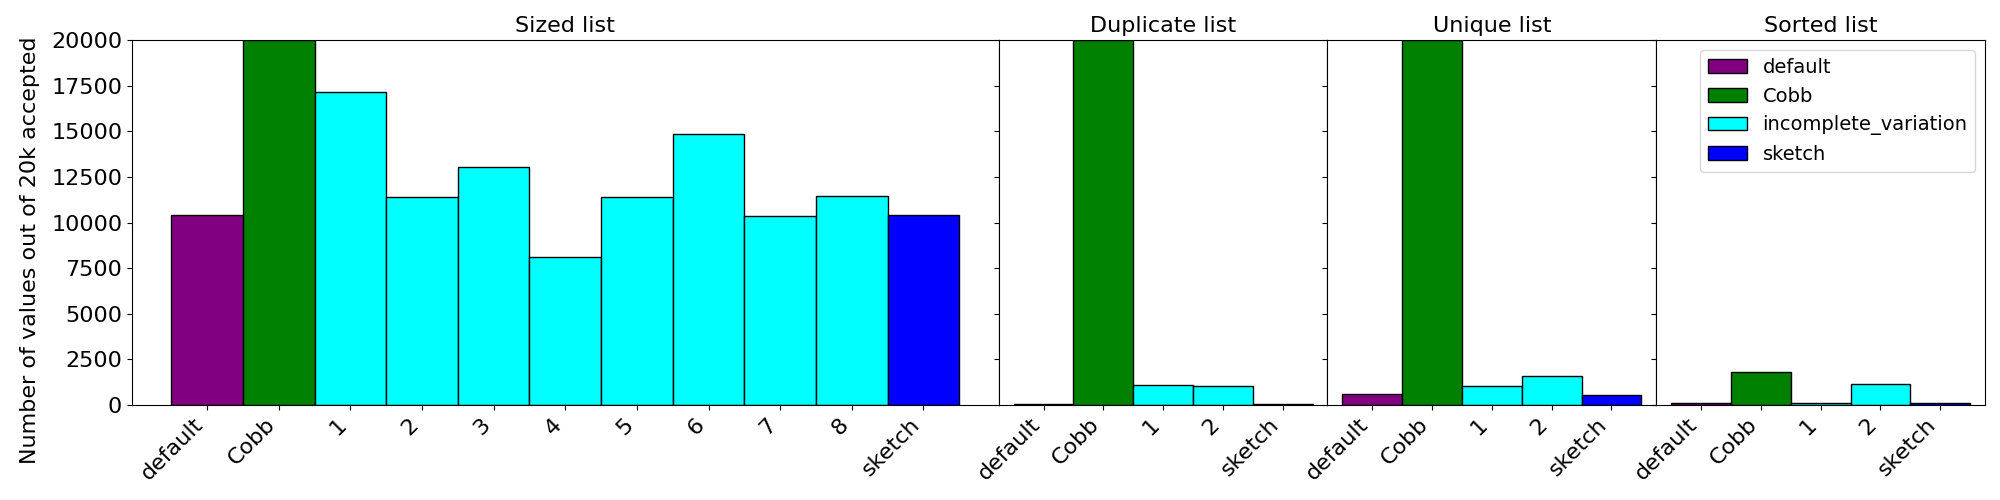 Sized list
Duplicate list
Unique list
Sorted list
Number of values out of 20k accepted
20000
17500
15000
12500
10000
7500
5000
2500
0
default
Cobb
incomplete_variation
sketch
default Cobb 1 2 3 4 5 6 7 8 sketch
default Cobb 1 2 sketch
default Cobb 1 2 sketch
default Cobb 1 2 sketch